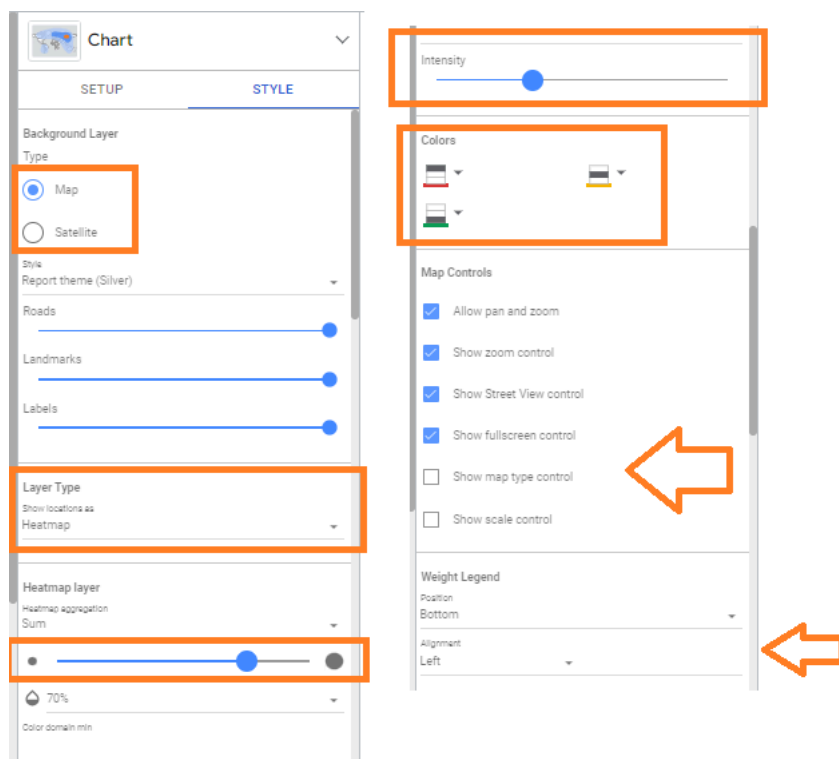 Chart
SETUP STYLE
Background Layer
Type
Map
Satellite
Style
Report theme (Silver)
Roads
Landmarks
Labels
Layer Type
Show locations as
Heatmap
Heatmap layer
Heatmap aggregation
Sum
70%
Color domain min
Intensity
Colors
Map Controls
Allow pan and zoom
Show zoom control
Show Street View control
Show fullscreen control
Show map type control
Show scale control
Weight Legend
Position
Bottom
Alignment
Left